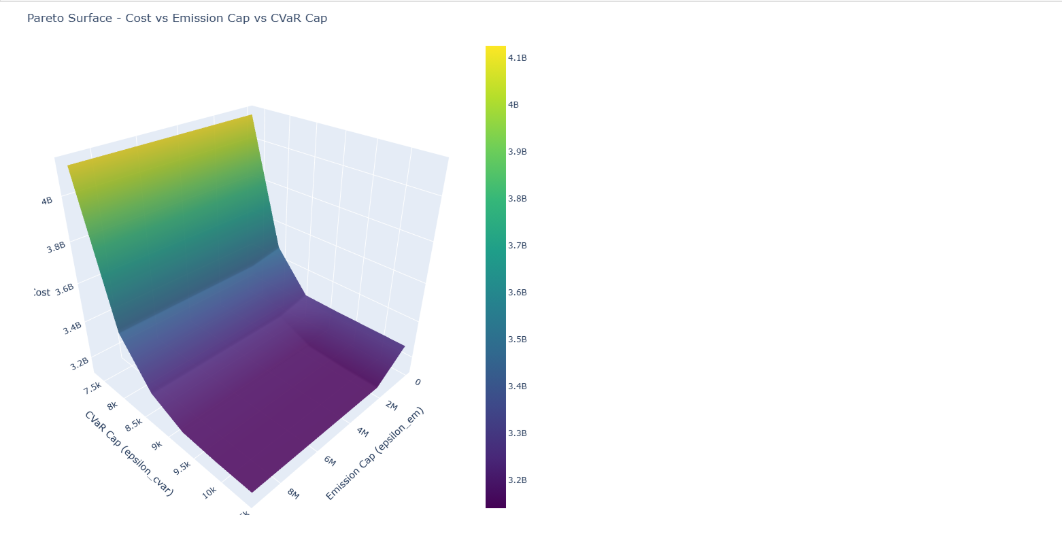 Pareto Surface - Cost vs Emission Cap vs CVaR Cap
4.1B
4B
3.9B
3.8B
3.7B
3.6B
3.5B
3.4B
3.3B
3.2B
4B
3.8B
3.6B
3.4B
3.2B
7.5k
8k
8.5k
9k
9.5k
10k
CVaR Cap (epsilon_cvar)
0
2M
4M
6M
8M
Emission Cap (epsilon_em)